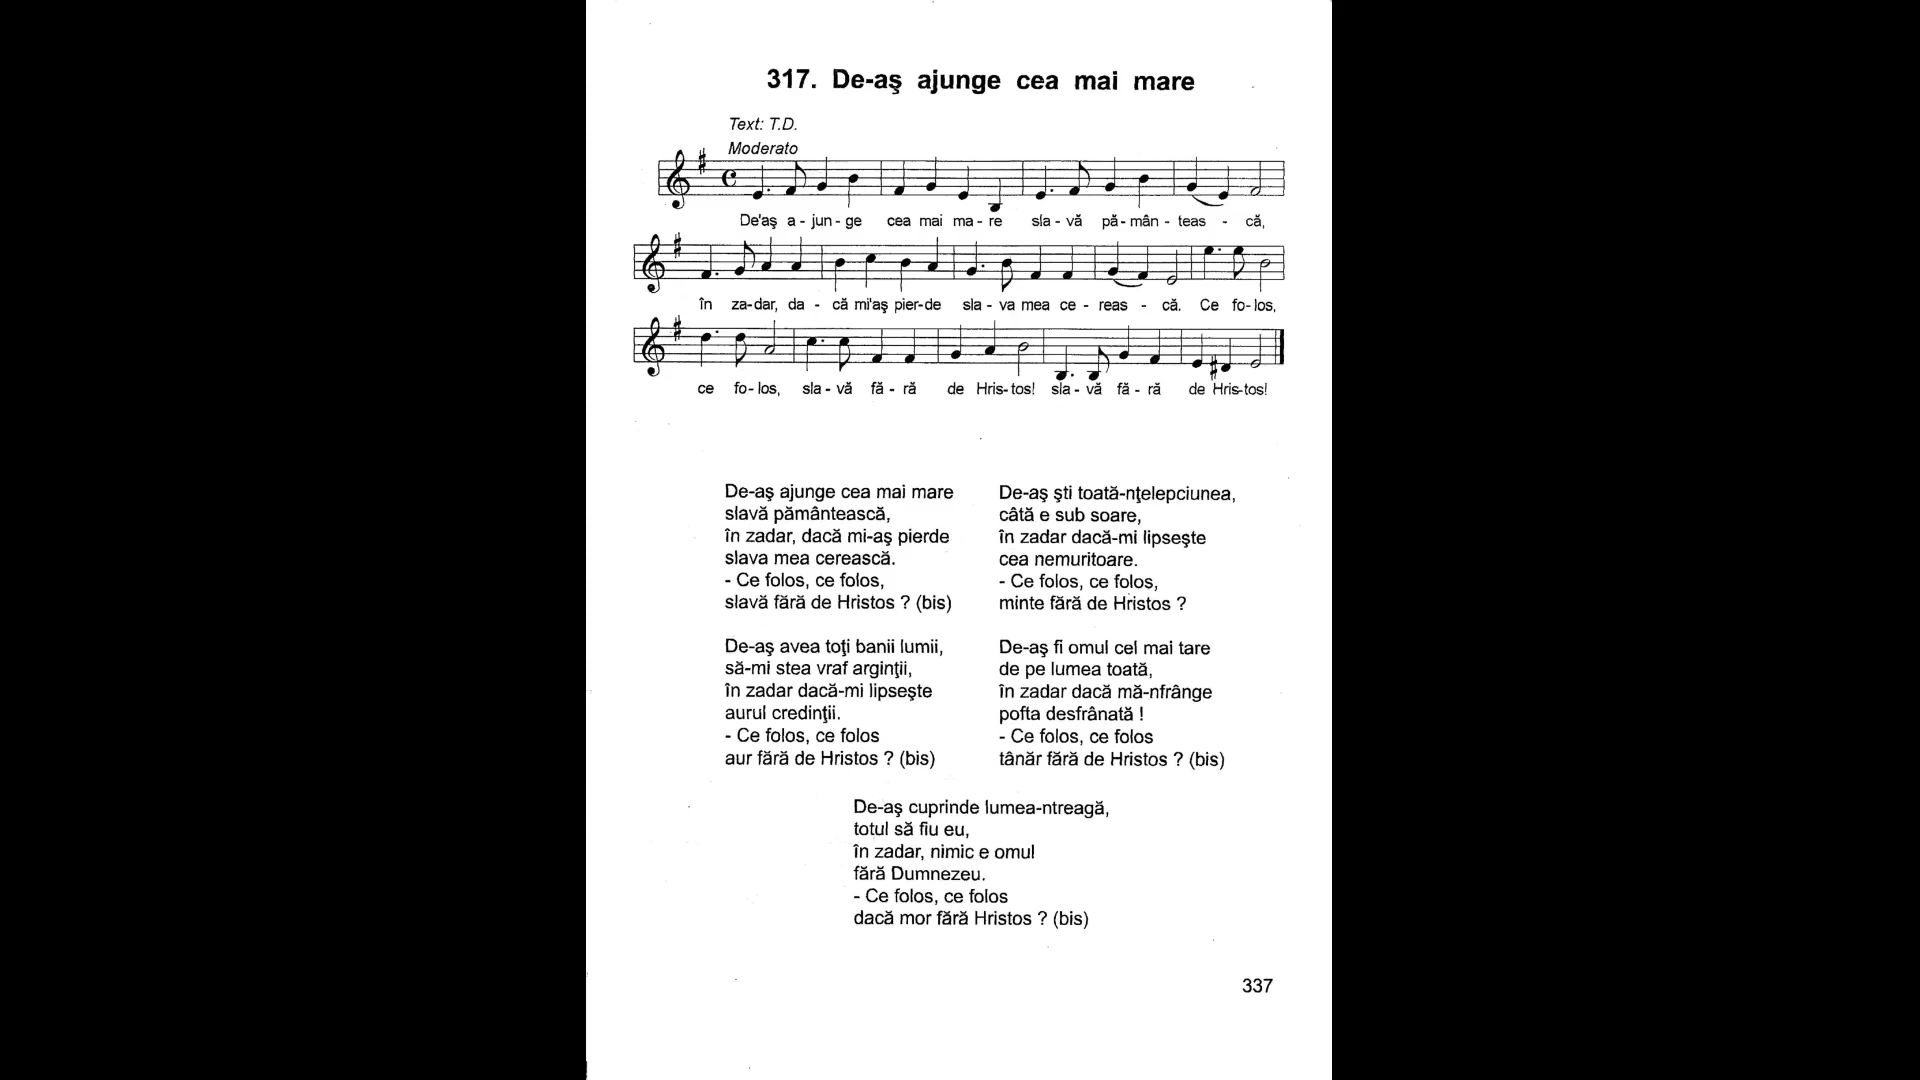 317. De-aş ajunge cea mai mare
Text: T.D.
Moderato
De'aş a - jun - ge cea mai ma - re sla - vă pă - mân - teas - că,
în za-dar, da - că mi'aş pier-de sla - va mea ce - reas - că. Ce fo-los,
ce fo-los, sla - vă fă - ră de Hris-tos! sla - vă fă - ră de Hris-tos!
De-aş ajunge cea mai mare
slavă pământească,
în zadar, dacă mi-aş pierde
slava mea cerească.
- Ce folos, ce folos,
slavă fără de Hristos ? (bis)
De-aş avea toţi banii lumii,
să-mi stea vraf arginţii,
în zadar dacă-mi lipseşte
aurul credinţii.
- Ce folos, ce folos
aur fără de Hristos ? (bis)
De-aş şti toată-nţelepciunea,
câtă e sub soare,
în zadar dacă-mi lipseşte
cea nemuritoare.
- Ce folos, ce folos,
minte fără de Hristos ?
De-aş fi omul cel mai tare
de pe lumea toată,
în zadar dacă mă-nfrânge
pofta desfrânată !
- Ce folos, ce folos
tânăr fără de Hristos ? (bis)
De-aş cuprinde lumea-ntreagă,
totul să fiu eu,
în zadar, nimic e omul
fără Dumnezeu.
- Ce folos, ce folos
dacă mor fără Hristos ? (bis)
337